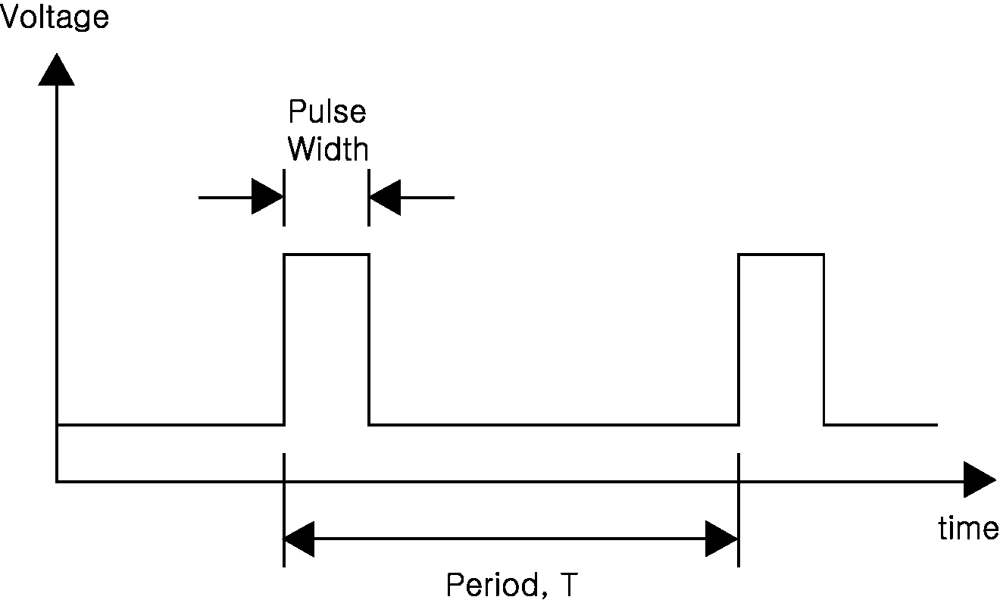 Voltage
Pulse
Width
time
Period, T